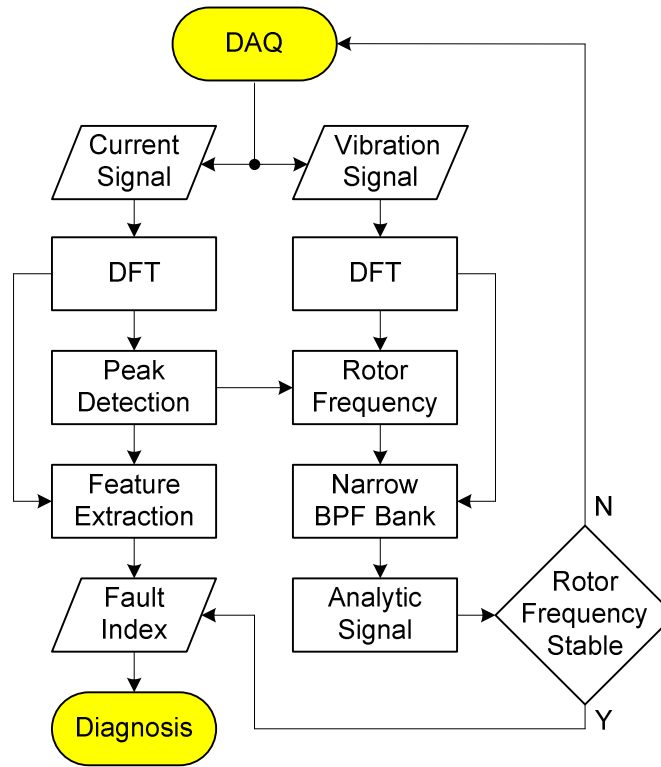 DAQ
Current
Signal
Vibration
Signal
DFT
DFT
Peak
Detection
Rotor
Frequency
Feature
Extraction
Narrow
BPF Bank
N
Fault
Index
Analytic
Signal
Rotor
Frequency
Stable
Y
Diagnosis